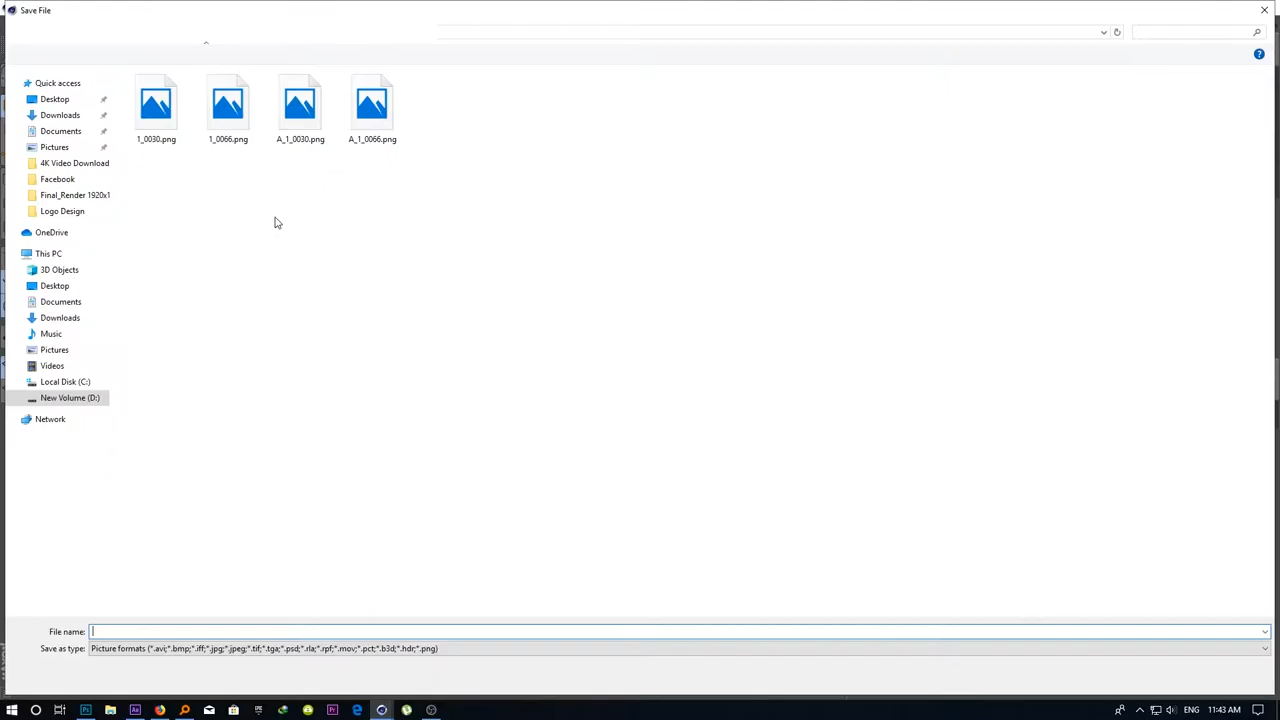 Save File
Quick access
Desktop
Downloads
Documents
Pictures
4K Video Download
Facebook
Final_Render 1920x1
Logo Design
OneDrive
This PC
3D Objects
Desktop
Documents
Downloads
Music
Pictures
Videos
Local Disk (C:)
New Volume (D:)
Network
1_0030.png
1_0066.png
A_1_0030.png
A_1_0066.png
File name:
Save as type: Picture formats (*.avi;*.bmp;*.iff;*.jpg;*.jpeg;*.tif;*.tga;*.psd;*.rla;*.rpf;*.mov;*.pct;*.b3d;*.hdr;*.png)
Ps
Ae
Pr
ENG
11:43 AM